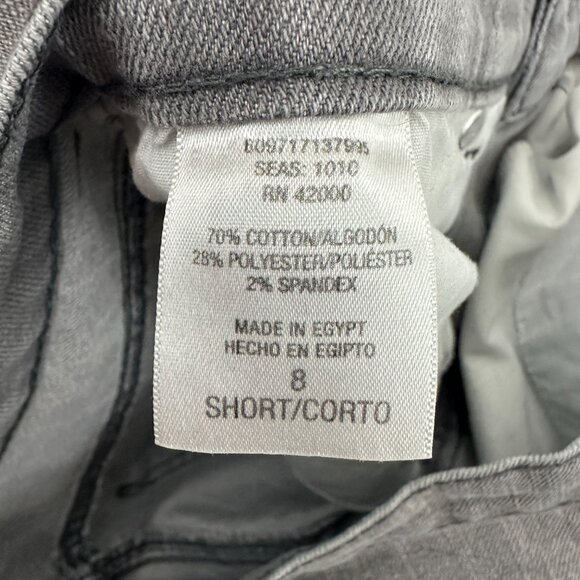 60971713799
SEAS: 1010
RN 42000
70% COTTON/ALGODÓN
28% POLYESTER/POLIÉSTER
2% SPANDEX
MADE IN EGYPT
HECHO EN EGIPTO
8
SHORT/CORTO